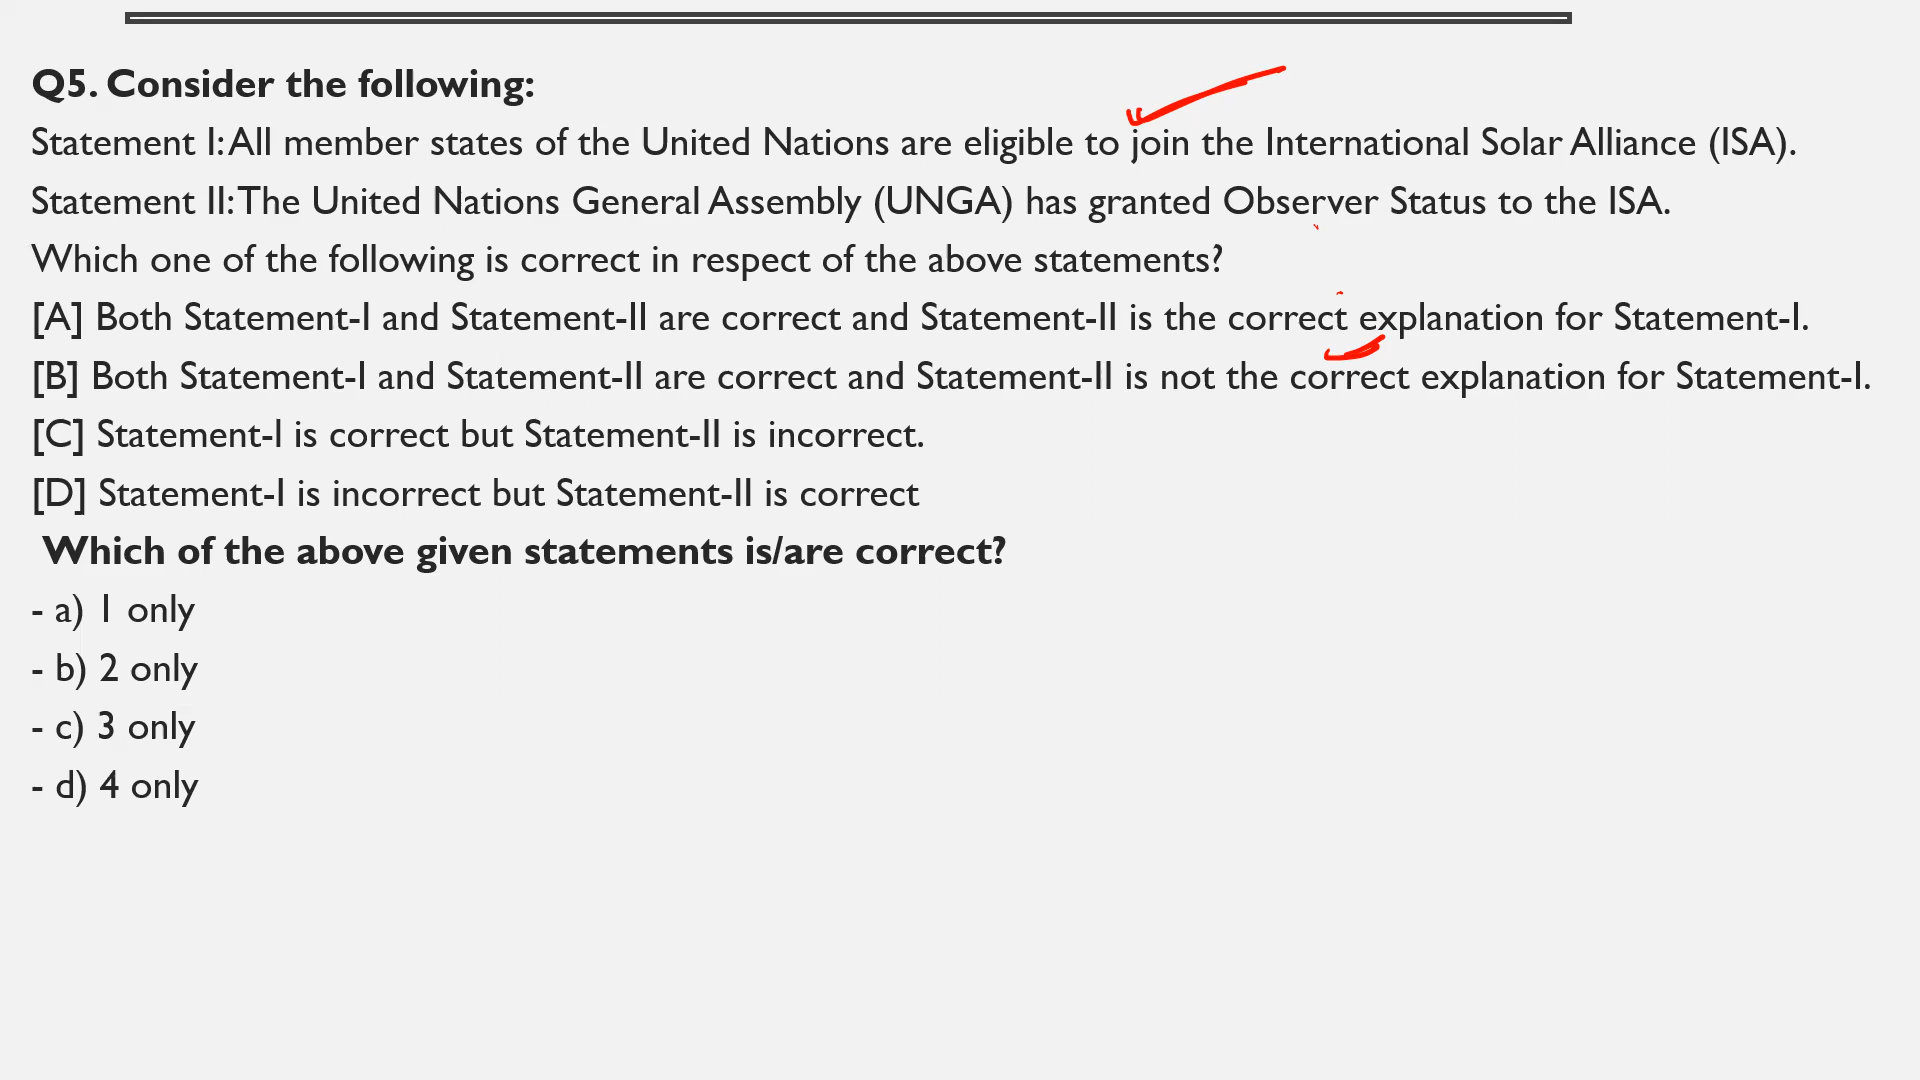 Q5. Consider the following:
Statement I: All member states of the United Nations are eligible to join the International Solar Alliance (ISA).
Statement II: The United Nations General Assembly (UNGA) has granted Observer Status to the ISA.
Which one of the following is correct in respect of the above statements?
[A] Both Statement-I and Statement-II are correct and Statement-II is the correct explanation for Statement-I.
[B] Both Statement-I and Statement-II are correct and Statement-II is not the correct explanation for Statement-I.
[C] Statement-I is correct but Statement-II is incorrect.
[D] Statement-I is incorrect but Statement-II is correct
Which of the above given statements is/are correct?
- a) 1 only
- b) 2 only
- c) 3 only
- d) 4 only